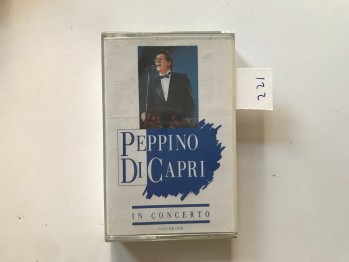 PEPPINO
DI CAPRI
IN CONCERTO
221